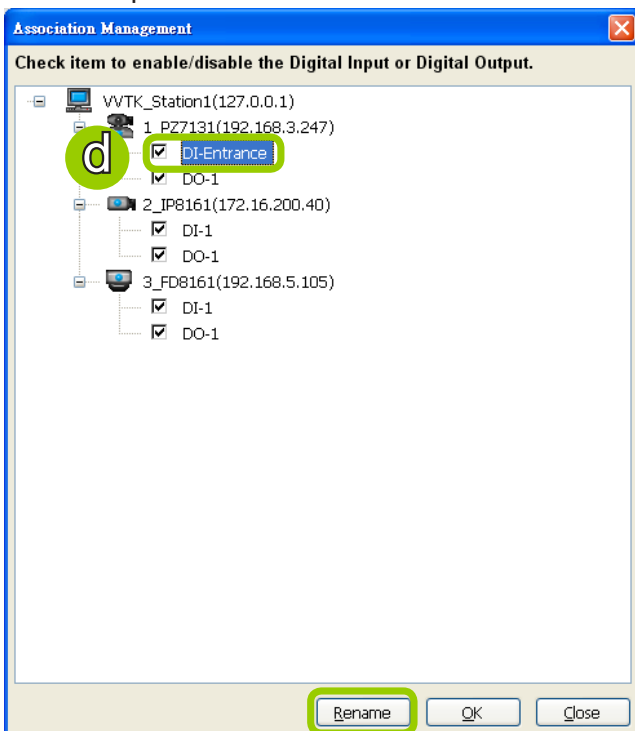 Association Management
Check item to enable/disable the Digital Input or Digital Output.
VVTK_Station1(127.0.0.1)
1_PZ7131(192.168.3.247)
d
DI-Entrance
DO-1
2_IP8161(172.16.200.40)
DI-1
DO-1
3_FD8161(192.168.5.105)
DI-1
DO-1
Rename OK Close